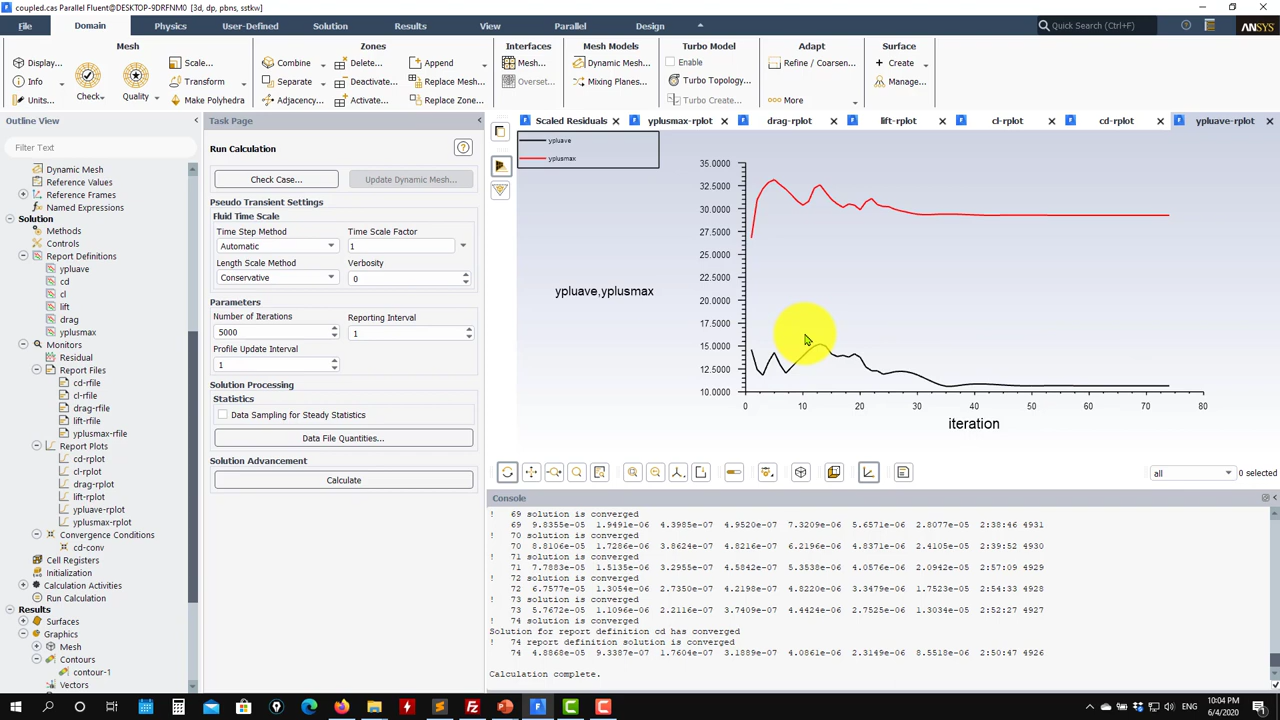 coupled.cas Parallel Fluent@DESKTOP-9DRFNM0 [3d, dp, pbns, sstkw]
File Domain Physics User-Defined Solution Results View Parallel Design Quick Search (Ctrl+F) ANSYS
Mesh Zones Interfaces Mesh Models Turbo Model Adapt Surface
Display... Scale... Combine Delete... Append Mesh... Dynamic Mesh... Enable Refine / Coarsen... Create
Info Transform Separate Deactivate... Replace Mesh... Overset... Mixing Planes... Turbo Topology... Manage...
Units... Check Quality Make Polyhedra Adjacency... Activate... Replace Zone... Turbo Create... More
Outline View
Filter Text
Dynamic Mesh
Reference Values
Reference Frames
Named Expressions
Solution
Methods
Controls
Report Definitions
ypluave
cd
cl
lift
drag
yplusmax
Monitors
Residual
Report Files
cd-rfile
cl-rfile
drag-rfile
lift-rfile
yplusmax-rfile
Report Plots
cd-rplot
cl-rplot
drag-rplot
lift-rplot
ypluave-rplot
yplusmax-rplot
Convergence Conditions
cd-conv
Cell Registers
Initialization
Calculation Activities
Run Calculation
Results
Surfaces
Graphics
Mesh
Contours
contour-1
Vectors
Task Page
Run Calculation
Check Case... Update Dynamic Mesh...
Pseudo Transient Settings
Fluid Time Scale
Time Step Method Time Scale Factor
Automatic 1
Length Scale Method Verbosity
Conservative 0
Parameters
Number of Iterations Reporting Interval
5000 1
Profile Update Interval
1
Solution Processing
Statistics
Data Sampling for Steady Statistics
Data File Quantities...
Solution Advancement
Calculate
Scaled Residuals yplusmax-rplot drag-rplot lift-rplot cl-rplot cd-rplot ypluave-rplot
ypluave
yplusmax
35.0000
32.5000
30.0000
27.5000
25.0000
22.5000
20.0000
17.5000
15.0000
12.5000
10.0000
ypluave,yplusmax
0 10 20 30 40 50 60 70 80
iteration
all 0 selected
Console
! 69 solution is converged
69 9.8355e-05 1.9491e-06 4.3985e-07 4.9520e-07 7.3209e-06 5.6571e-06 2.8077e-05 2:38:46 4931
! 70 solution is converged
70 8.8106e-05 1.7286e-06 3.8624e-07 4.8216e-07 6.2196e-06 4.8371e-06 2.4105e-05 2:39:52 4930
! 71 solution is converged
71 7.7883e-05 1.5135e-06 3.2955e-07 4.5842e-07 5.3538e-06 4.0576e-06 2.0942e-05 2:57:09 4929
! 72 solution is converged
72 6.7557e-05 1.3054e-06 2.7350e-07 4.2198e-07 4.8220e-06 3.3479e-06 1.7523e-05 2:54:33 4928
! 73 solution is converged
73 5.7672e-05 1.1096e-06 2.2116e-07 3.7409e-07 4.4424e-06 2.7525e-06 1.3034e-05 2:52:27 4927
! 74 solution is converged
Solution for report definition cd has converged
! 74 report definition solution is converged
74 4.8868e-05 9.3387e-07 1.7604e-07 3.1889e-07 4.0861e-06 2.3149e-06 8.5518e-06 2:50:47 4926
Calculation complete.
ENG 10:04 PM
6/4/2020